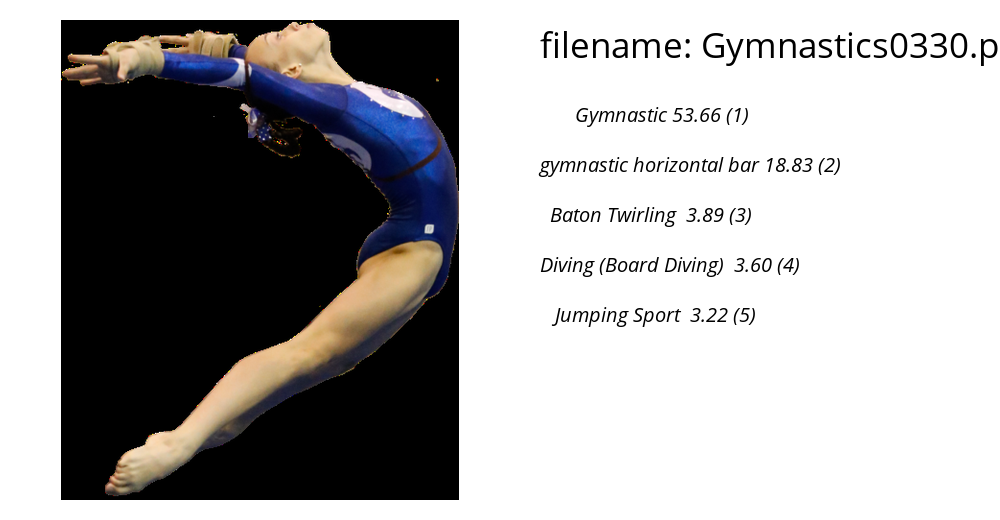 filename: Gymnastics0330.p
Gymnastic 53.66 (1)
gymnastic horizontal bar 18.83 (2)
Baton Twirling 3.89 (3)
Diving (Board Diving) 3.60 (4)
Jumping Sport 3.22 (5)